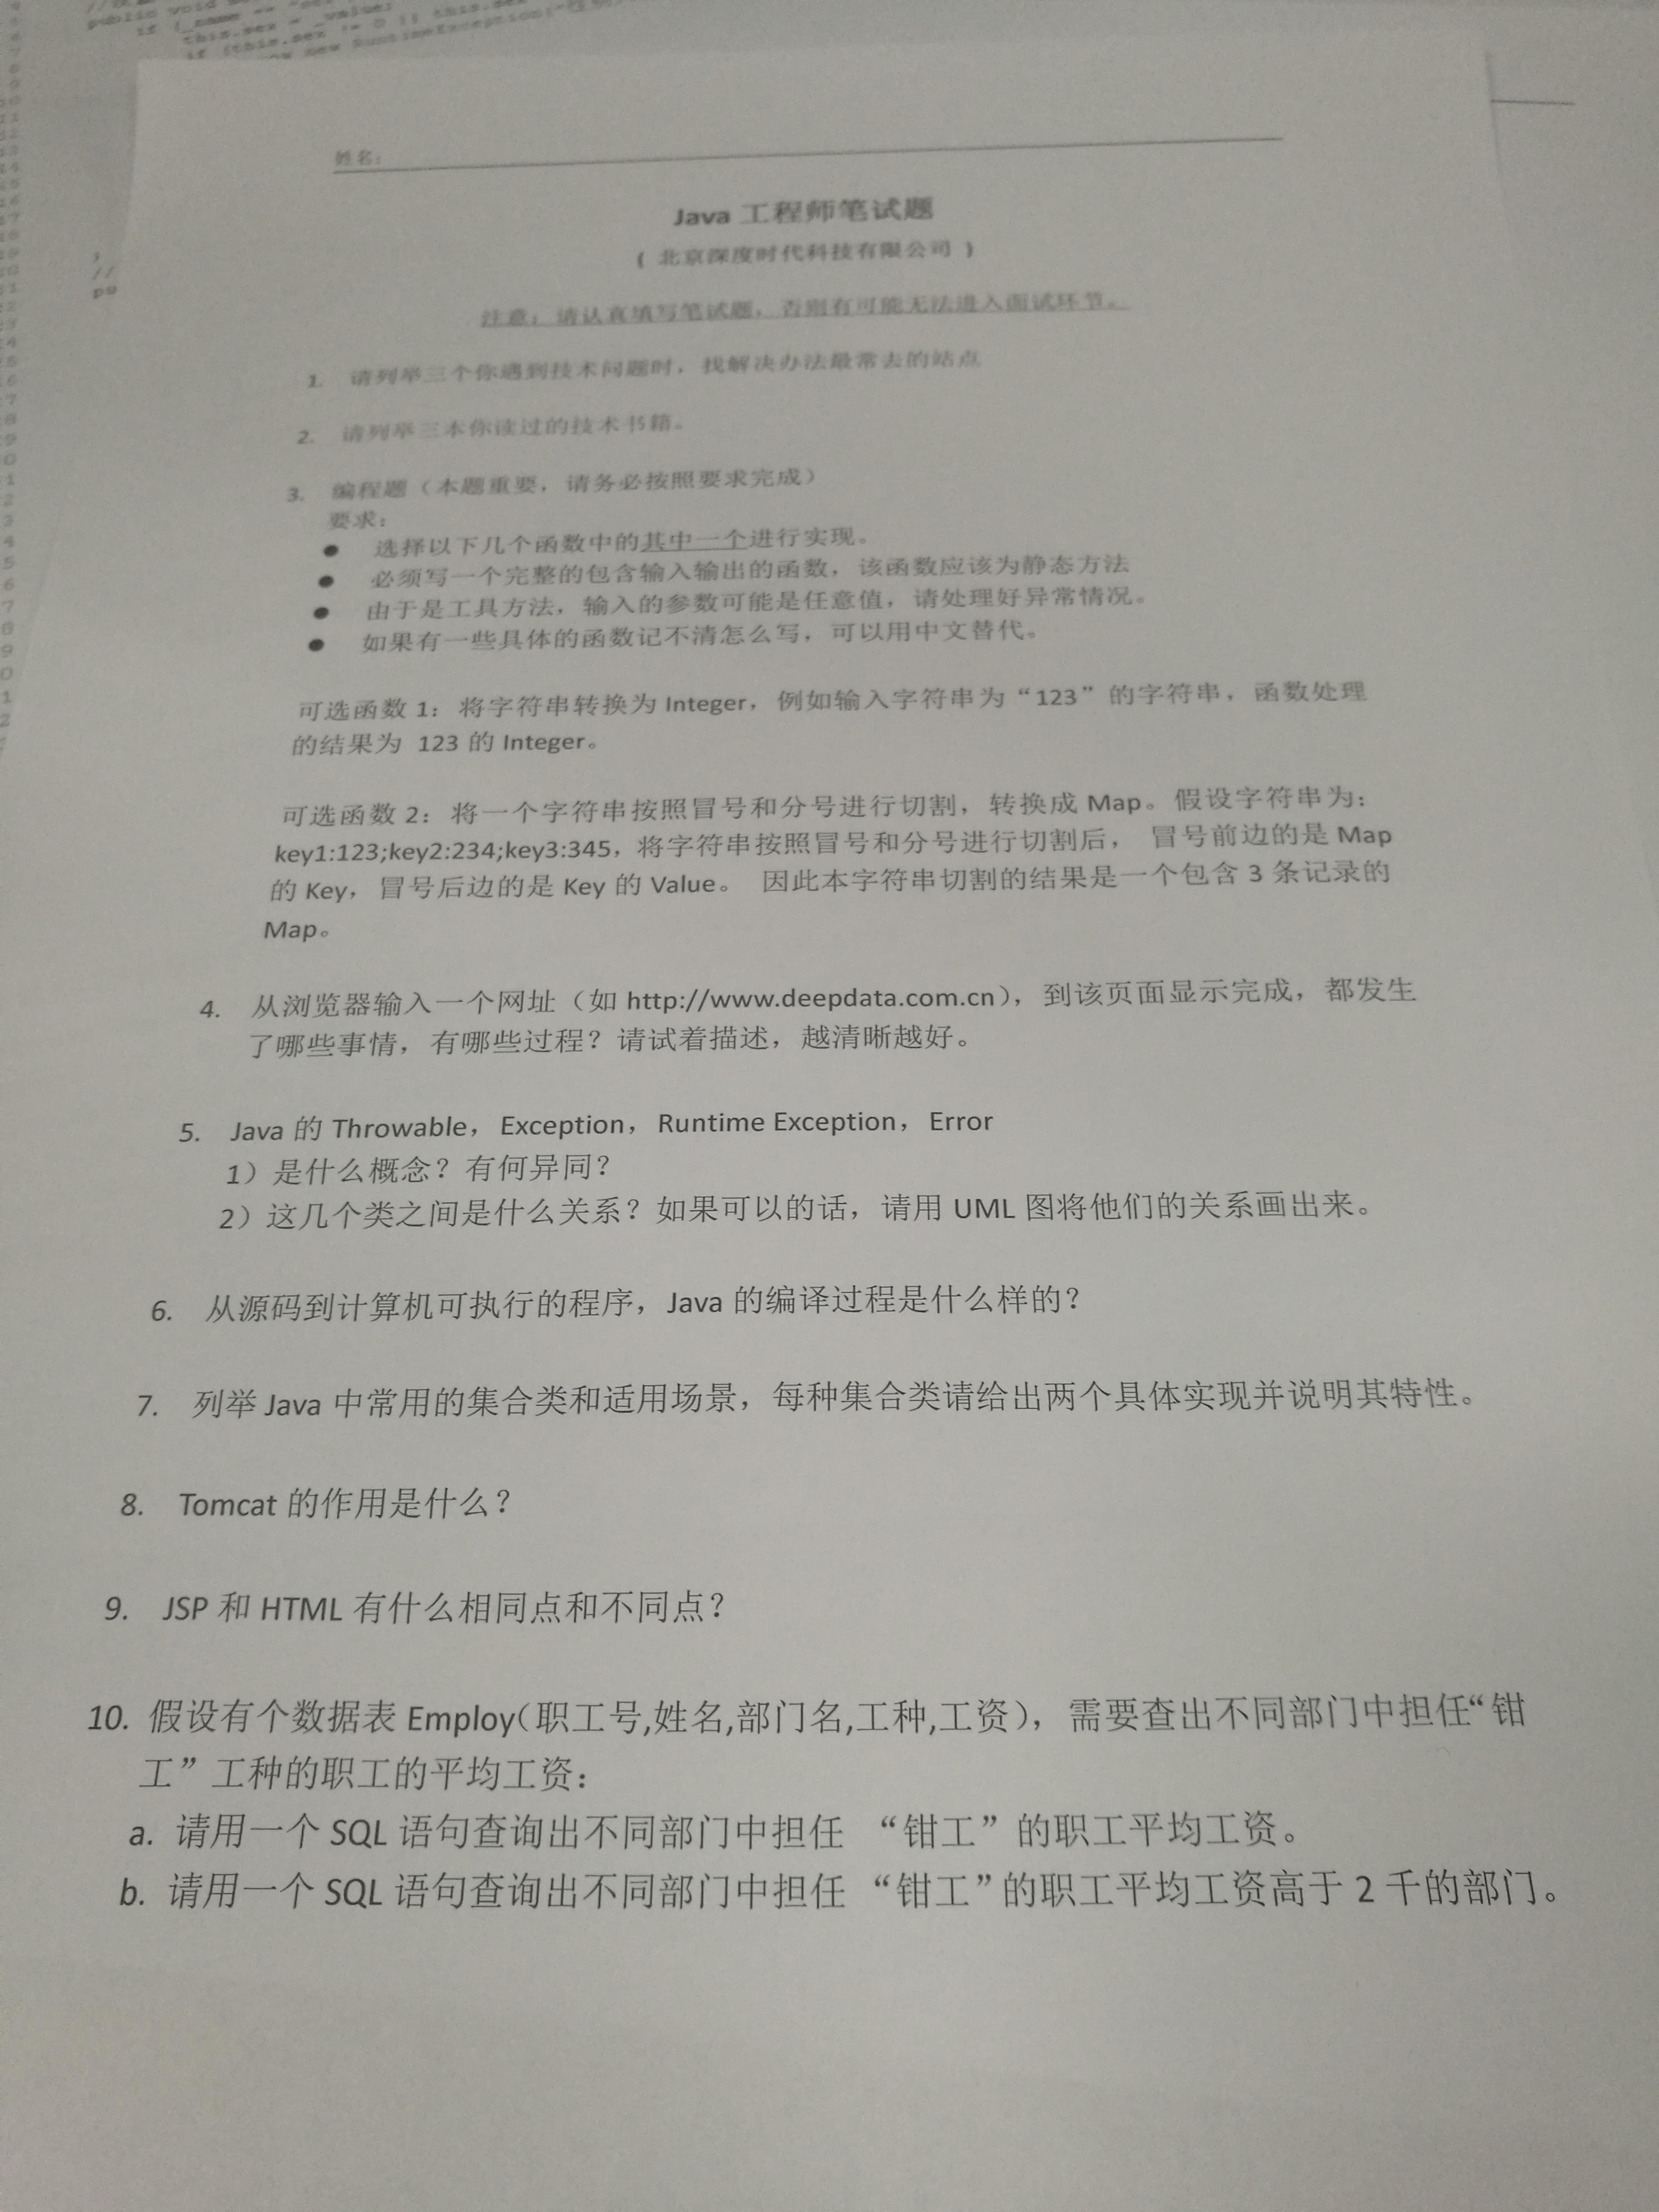 public void
this.sex = _value;
if (this.sex != 0 || this.sex
new RuntimeException(
}
//
pu
姓名:
Java 工程师笔试题
( 北京深度时代科技有限公司 )
注意：请认真填写笔试题，否则有可能无法进入面试环节。
1. 请列举三个你遇到技术问题时，找解决办法最常去的站点
2. 请列举三本你读过的技术书籍。
3. 编程题（本题重要，请务必按照要求完成）
要求：
● 选择以下几个函数中的其中一个进行实现。
● 必须写一个完整的包含输入输出的函数，该函数应该为静态方法
● 由于是工具方法，输入的参数可能是任意值，请处理好异常情况。
● 如果有一些具体的函数记不清怎么写，可以用中文替代。
可选函数 1：将字符串转换为 Integer，例如输入字符串为“123”的字符串，函数处理
的结果为 123 的 Integer。
可选函数 2：将一个字符串按照冒号和分号进行切割，转换成 Map。假设字符串为：
key1:123;key2:234;key3:345，将字符串按照冒号和分号进行切割后， 冒号前边的是 Map
的 Key，冒号后边的是 Key 的 Value。 因此本字符串切割的结果是一个包含 3 条记录的
Map。
4. 从浏览器输入一个网址（如 http://www.deepdata.com.cn），到该页面显示完成，都发生
了哪些事情，有哪些过程？请试着描述，越清晰越好。
5. Java 的 Throwable，Exception，Runtime Exception，Error
1）是什么概念？有何异同？
2）这几个类之间是什么关系？如果可以的话，请用 UML 图将他们的关系画出来。
6. 从源码到计算机可执行的程序，Java 的编译过程是什么样的？
7. 列举 Java 中常用的集合类和适用场景，每种集合类请给出两个具体实现并说明其特性。
8. Tomcat 的作用是什么？
9. JSP 和 HTML 有什么相同点和不同点？
10. 假设有个数据表 Employ（职工号,姓名,部门名,工种,工资），需要查出不同部门中担任“钳
工”工种的职工的平均工资：
a. 请用一个 SQL 语句查询出不同部门中担任 “钳工”的职工平均工资。
b. 请用一个 SQL 语句查询出不同部门中担任 “钳工”的职工平均工资高于 2 千的部门。